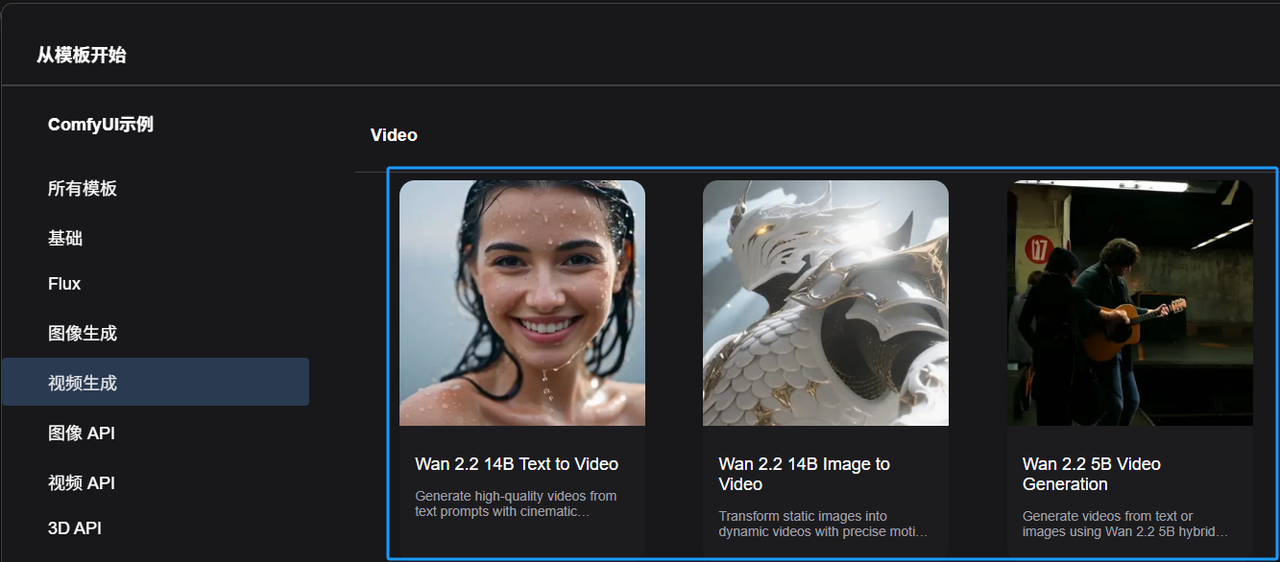 从模板开始
ComfyUI示例
所有模板
基础
Flux
图像生成
视频生成
图像 API
视频 API
3D API
Video
07
Wan 2.2 14B Text to Video
Generate high-quality videos from
text prompts with cinematic…
Wan 2.2 14B Image to
Video
Transform static images into
dynamic videos with precise moti…
Wan 2.2 5B Video
Generation
Generate videos from text or
images using Wan 2.2 5B hybrid…